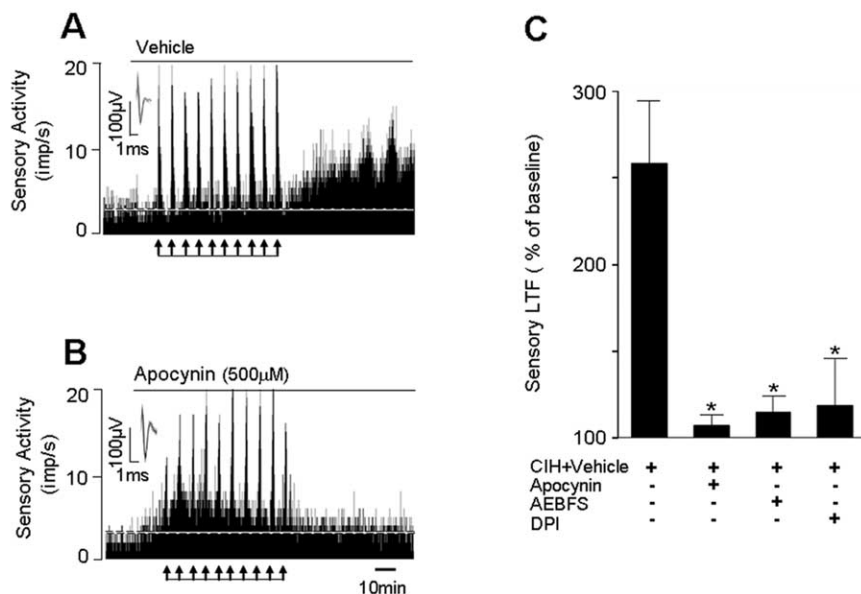 A
Vehicle
Sensory Activity
(imp/s)
20
10
0
100µV
1ms
B
Apocynin (500µM)
Sensory Activity
(imp/s)
20
10
0
100µV
1ms
10min
C
Sensory LTF ( % of baseline)
300
200
100
* * *
CIH+Vehicle + + + +
Apocynin - + - -
AEBFS - - + -
DPI - - - +